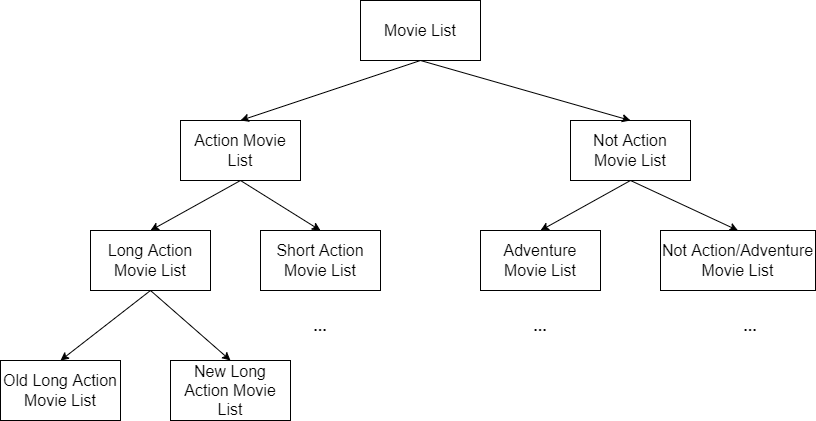 Movie List
Action Movie
List
Not Action
Movie List
Long Action
Movie List
Short Action
Movie List
Adventure
Movie List
Not Action/Adventure
Movie List
...
...
...
Old Long Action
Movie List
New Long
Action Movie
List